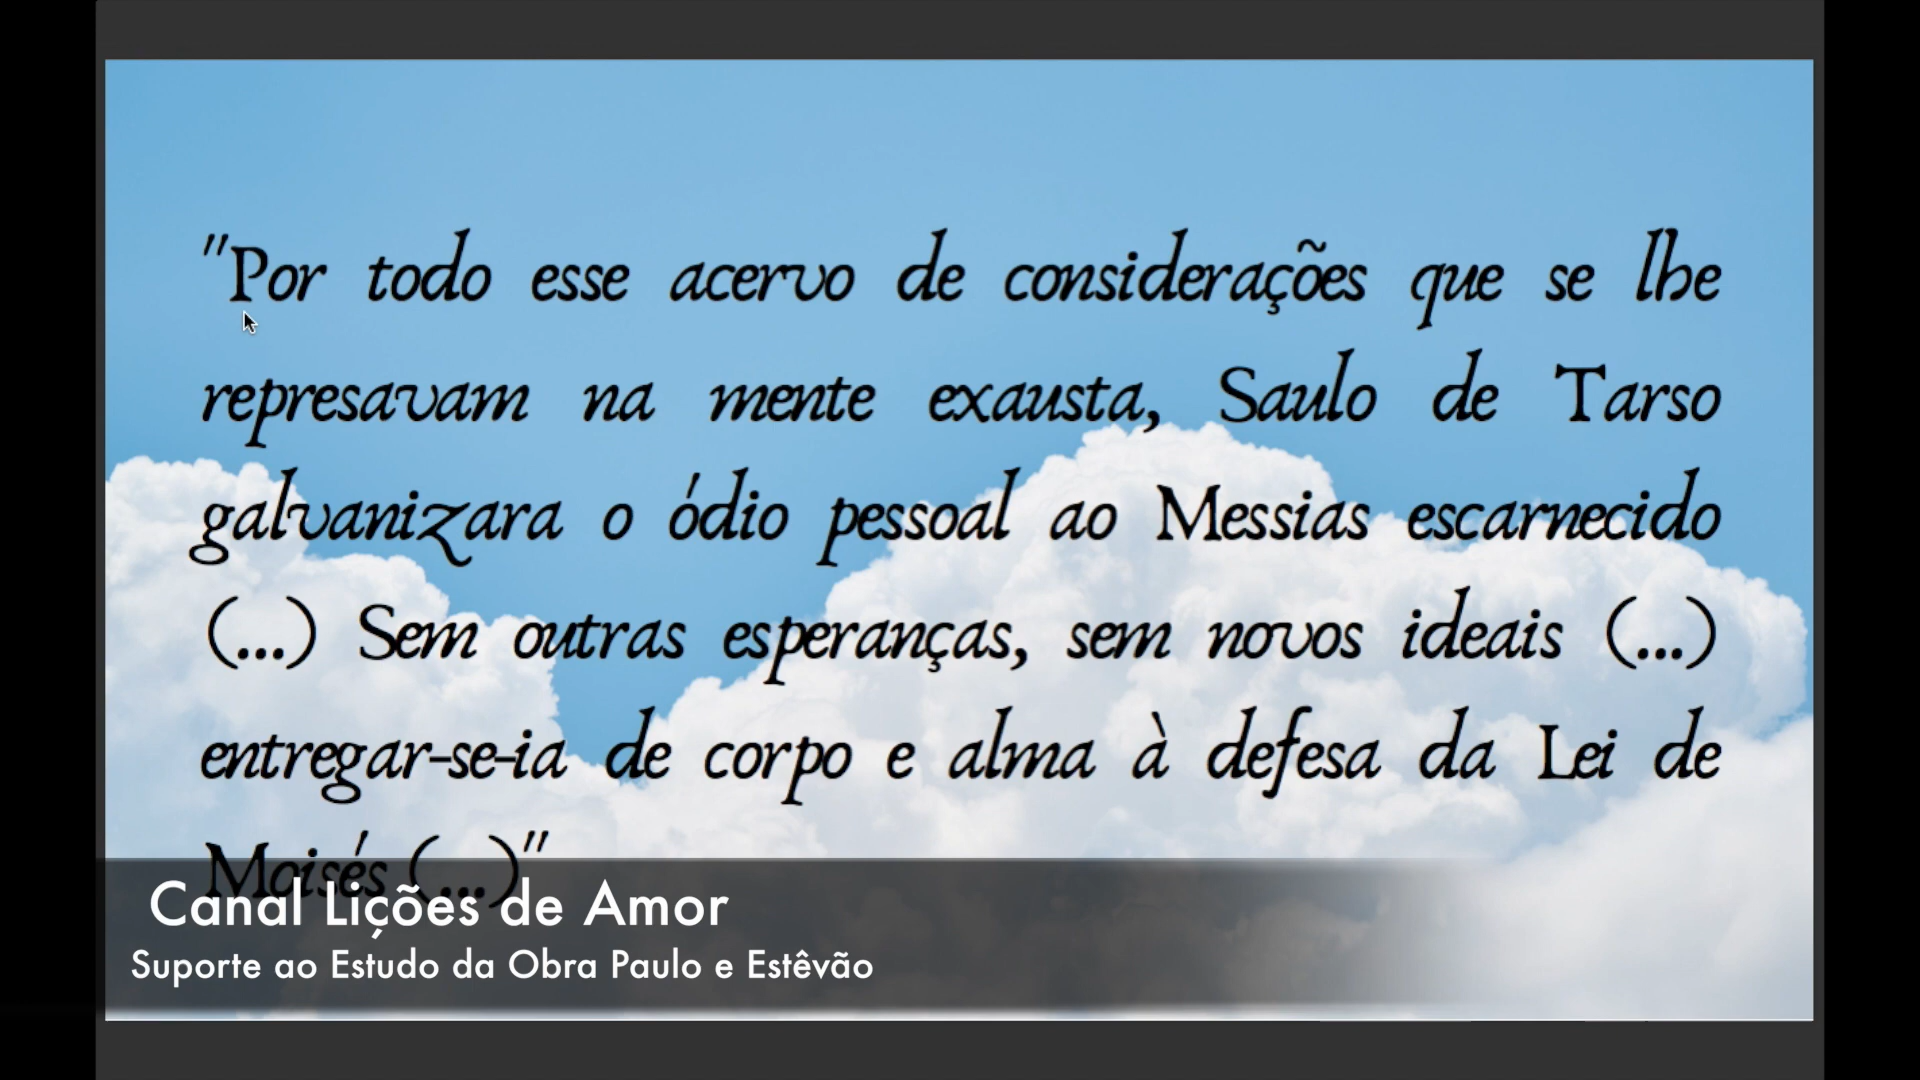 "Por todo esse acervo de considerações que se lhe
represavam na mente exausta, Saulo de Tarso
galvanizara o ódio pessoal ao Messias escarnecido
(...) Sem outras esperanças, sem novos ideais (...)
entregar-se-ia de corpo e alma à defesa da Lei de
Moisés (...)"
Canal Lições de Amor
Suporte ao Estudo da Obra Paulo e Estêvão